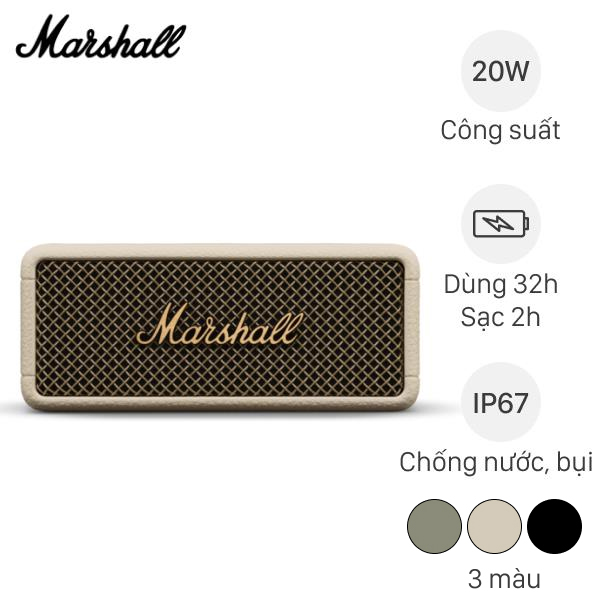 Marshall
20W
Công suất
Dùng 32h
Sạc 2h
Marshall
IP67
Chống nước, bụi
3 màu